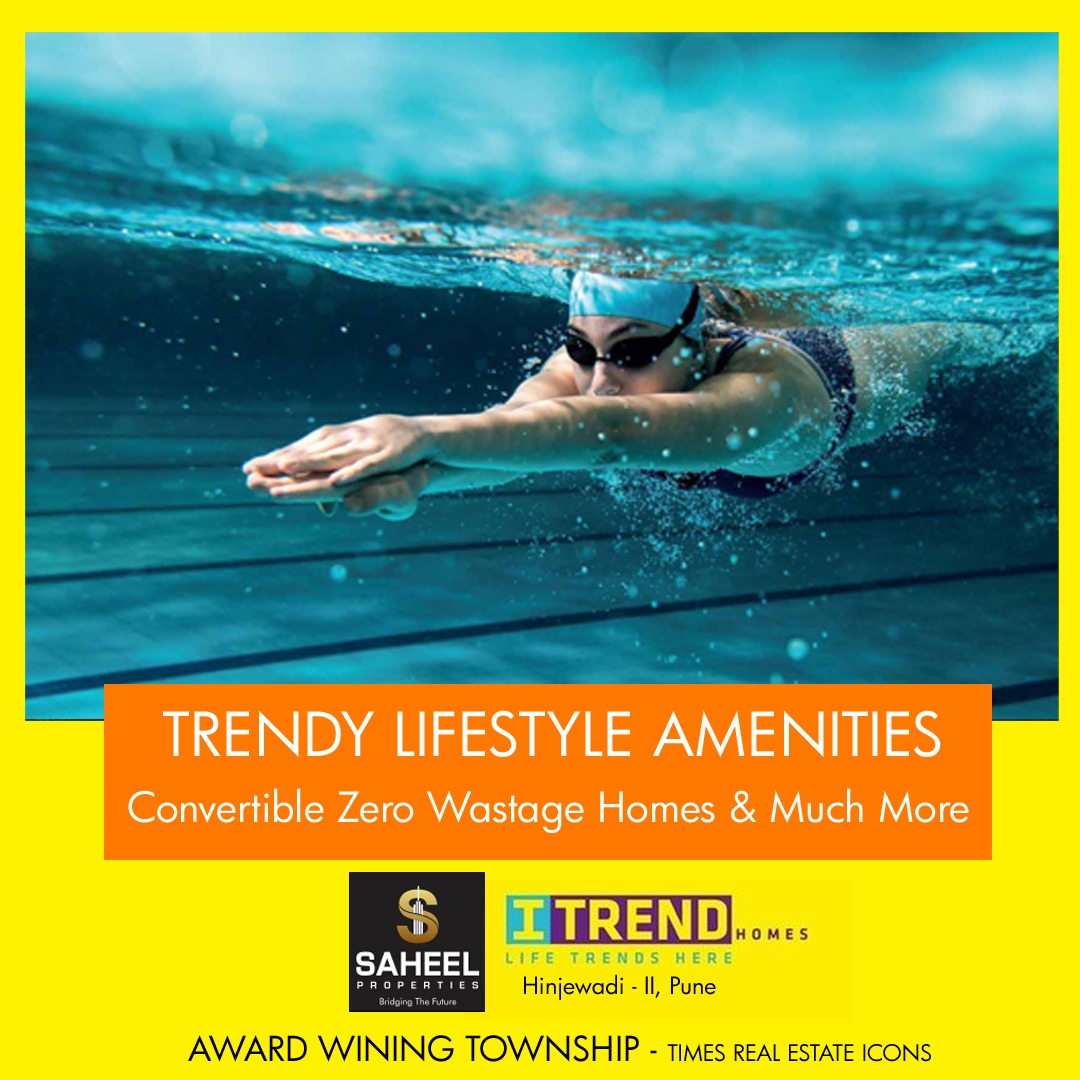 TRENDY LIFESTYLE AMENITIES
Convertible Zero Wastage Homes & Much More
S
SAHEEL
PROPERTIES
Bridging The Future
I TREND HOMES
LIFE TRENDS HERE
Hinjewadi - II, Pune
AWARD WINING TOWNSHIP - TIMES REAL ESTATE ICONS